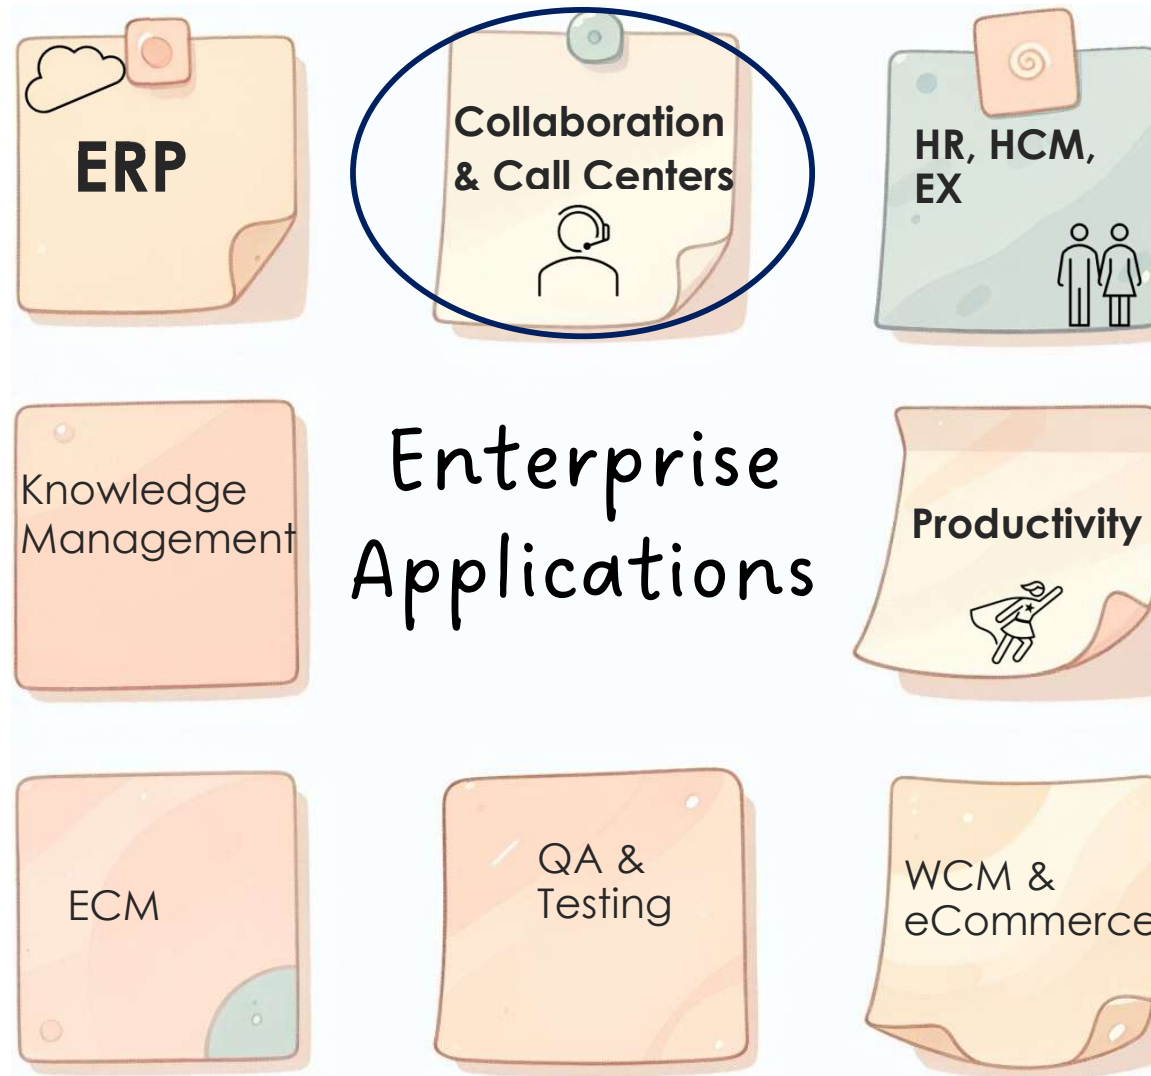 ERP
Collaboration
& Call Centers
HR, HCM,
EX
Knowledge
Management
Enterprise
Applications
Productivity
ECM
QA &
Testing
WCM &
eCommerce